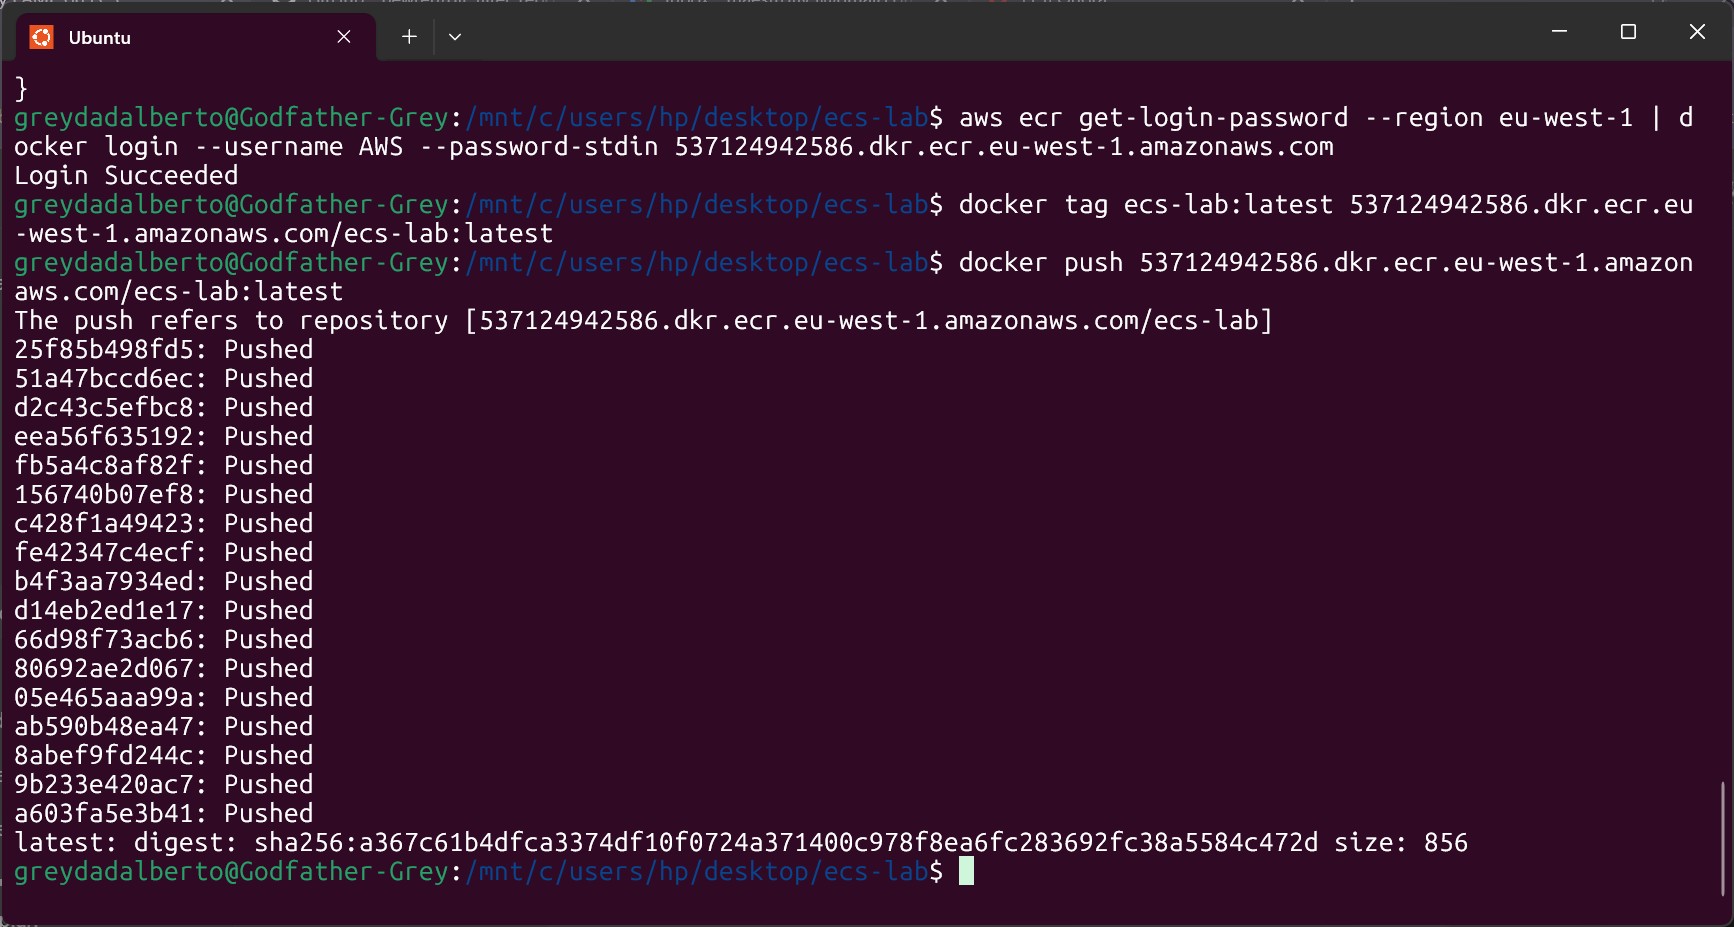 Ubuntu
}
greydadalberto@Godfather-Grey:/mnt/c/users/hp/desktop/ecs-lab$ aws ecr get-login-password --region eu-west-1 | d
ocker login --username AWS --password-stdin 537124942586.dkr.ecr.eu-west-1.amazonaws.com
Login Succeeded
greydadalberto@Godfather-Grey:/mnt/c/users/hp/desktop/ecs-lab$ docker tag ecs-lab:latest 537124942586.dkr.ecr.eu
-west-1.amazonaws.com/ecs-lab:latest
greydadalberto@Godfather-Grey:/mnt/c/users/hp/desktop/ecs-lab$ docker push 537124942586.dkr.ecr.eu-west-1.amazon
aws.com/ecs-lab:latest
The push refers to repository [537124942586.dkr.ecr.eu-west-1.amazonaws.com/ecs-lab]
25f85b498fd5: Pushed
51a47bccd6ec: Pushed
d2c43c5efbc8: Pushed
eea56f635192: Pushed
fb5a4c8af82f: Pushed
156740b07ef8: Pushed
c428f1a49423: Pushed
fe42347c4ecf: Pushed
b4f3aa7934ed: Pushed
d14eb2ed1e17: Pushed
66d98f73acb6: Pushed
80692ae2d067: Pushed
05e465aaa99a: Pushed
ab590b48ea47: Pushed
8abef9fd244c: Pushed
9b233e420ac7: Pushed
a603fa5e3b41: Pushed
latest: digest: sha256:a367c61b4dfca3374df10f0724a371400c978f8ea6fc283692fc38a5584c472d size: 856
greydadalberto@Godfather-Grey:/mnt/c/users/hp/desktop/ecs-lab$